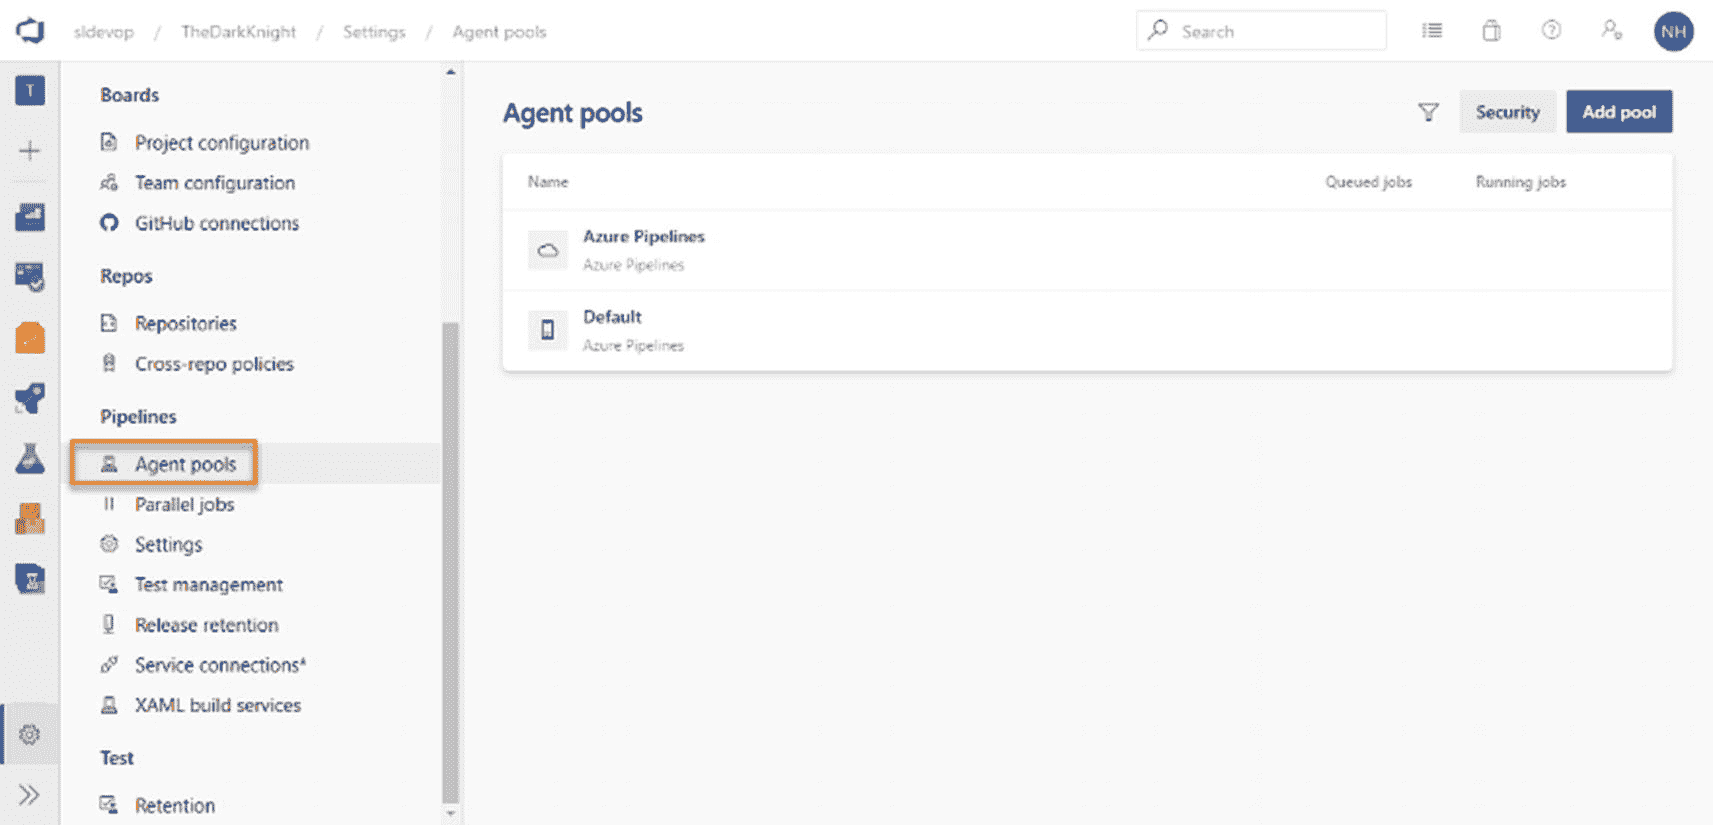 sldevop / TheDarkKnight / Settings / Agent pools
Search
NH
T
Boards
Project configuration
Team configuration
GitHub connections
Repos
Repositories
Cross-repo policies
Pipelines
Agent pools
Parallel jobs
Settings
Test management
Release retention
Service connections*
XAML build services
Test
Retention
Agent pools
Security
Add pool
Name Queued jobs Running jobs
Azure Pipelines
Azure Pipelines
Default
Azure Pipelines